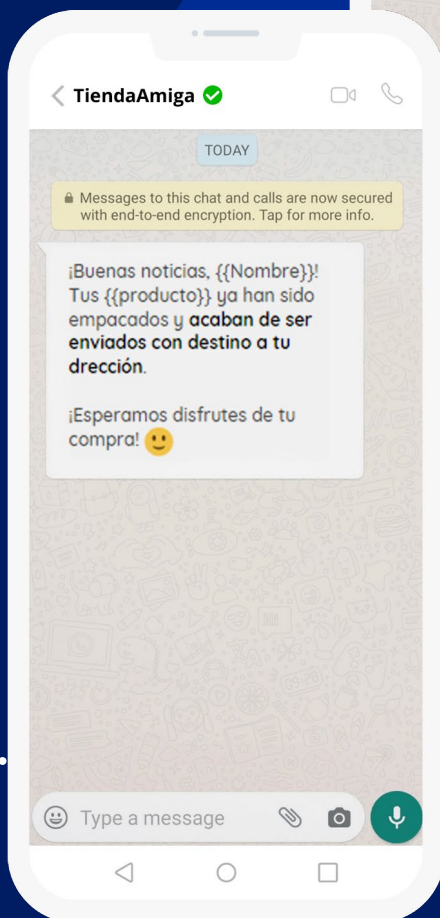 TiendaAmiga
TODAY
Messages to this chat and calls are now secured
with end-to-end encryption. Tap for more info.
¡Buenas noticias, {{Nombre}}!
Tus {{producto}} ya han sido
empacados y acaban de ser
enviados con destino a tu
drección.
¡Esperamos disfrutes de tu
compra! 🙂
Type a message